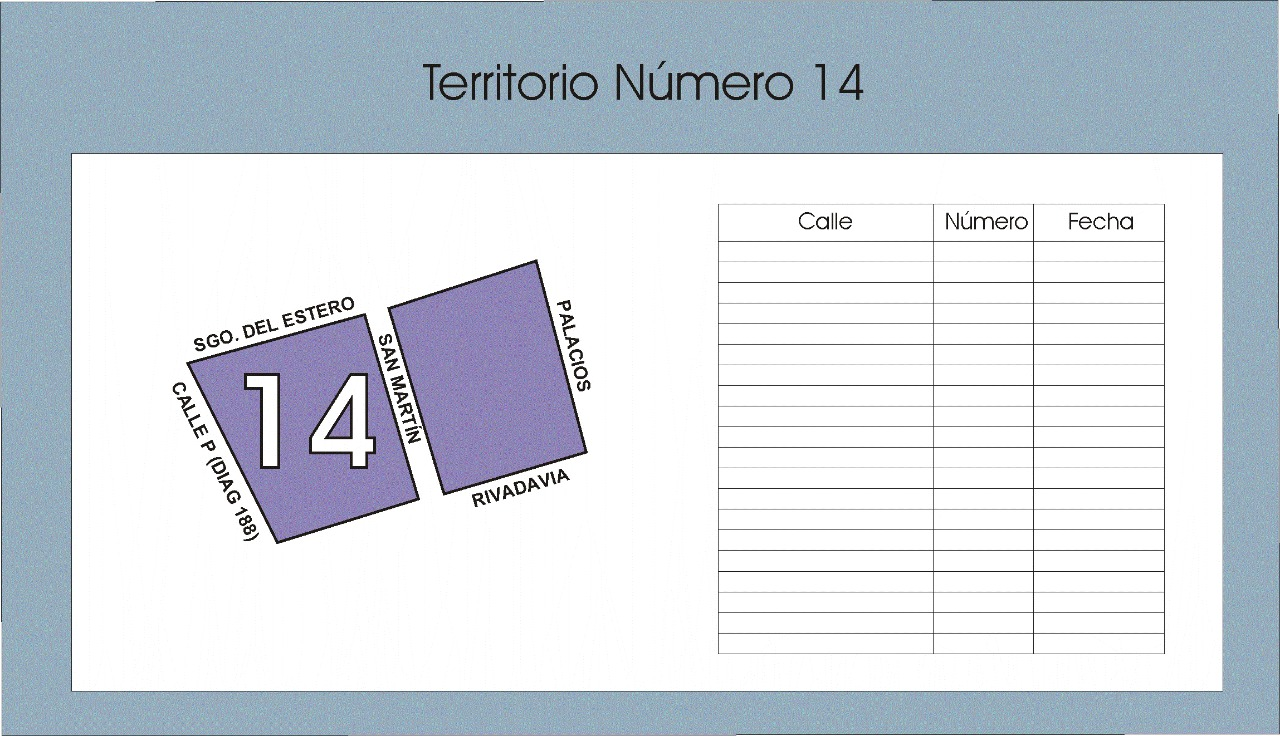 Territorio Número 14
SGO. DEL ESTERO
CALLE P (DIAG 188)
14
SAN MARTÍN
PALACIOS
RIVADAVIA
Calle Número Fecha